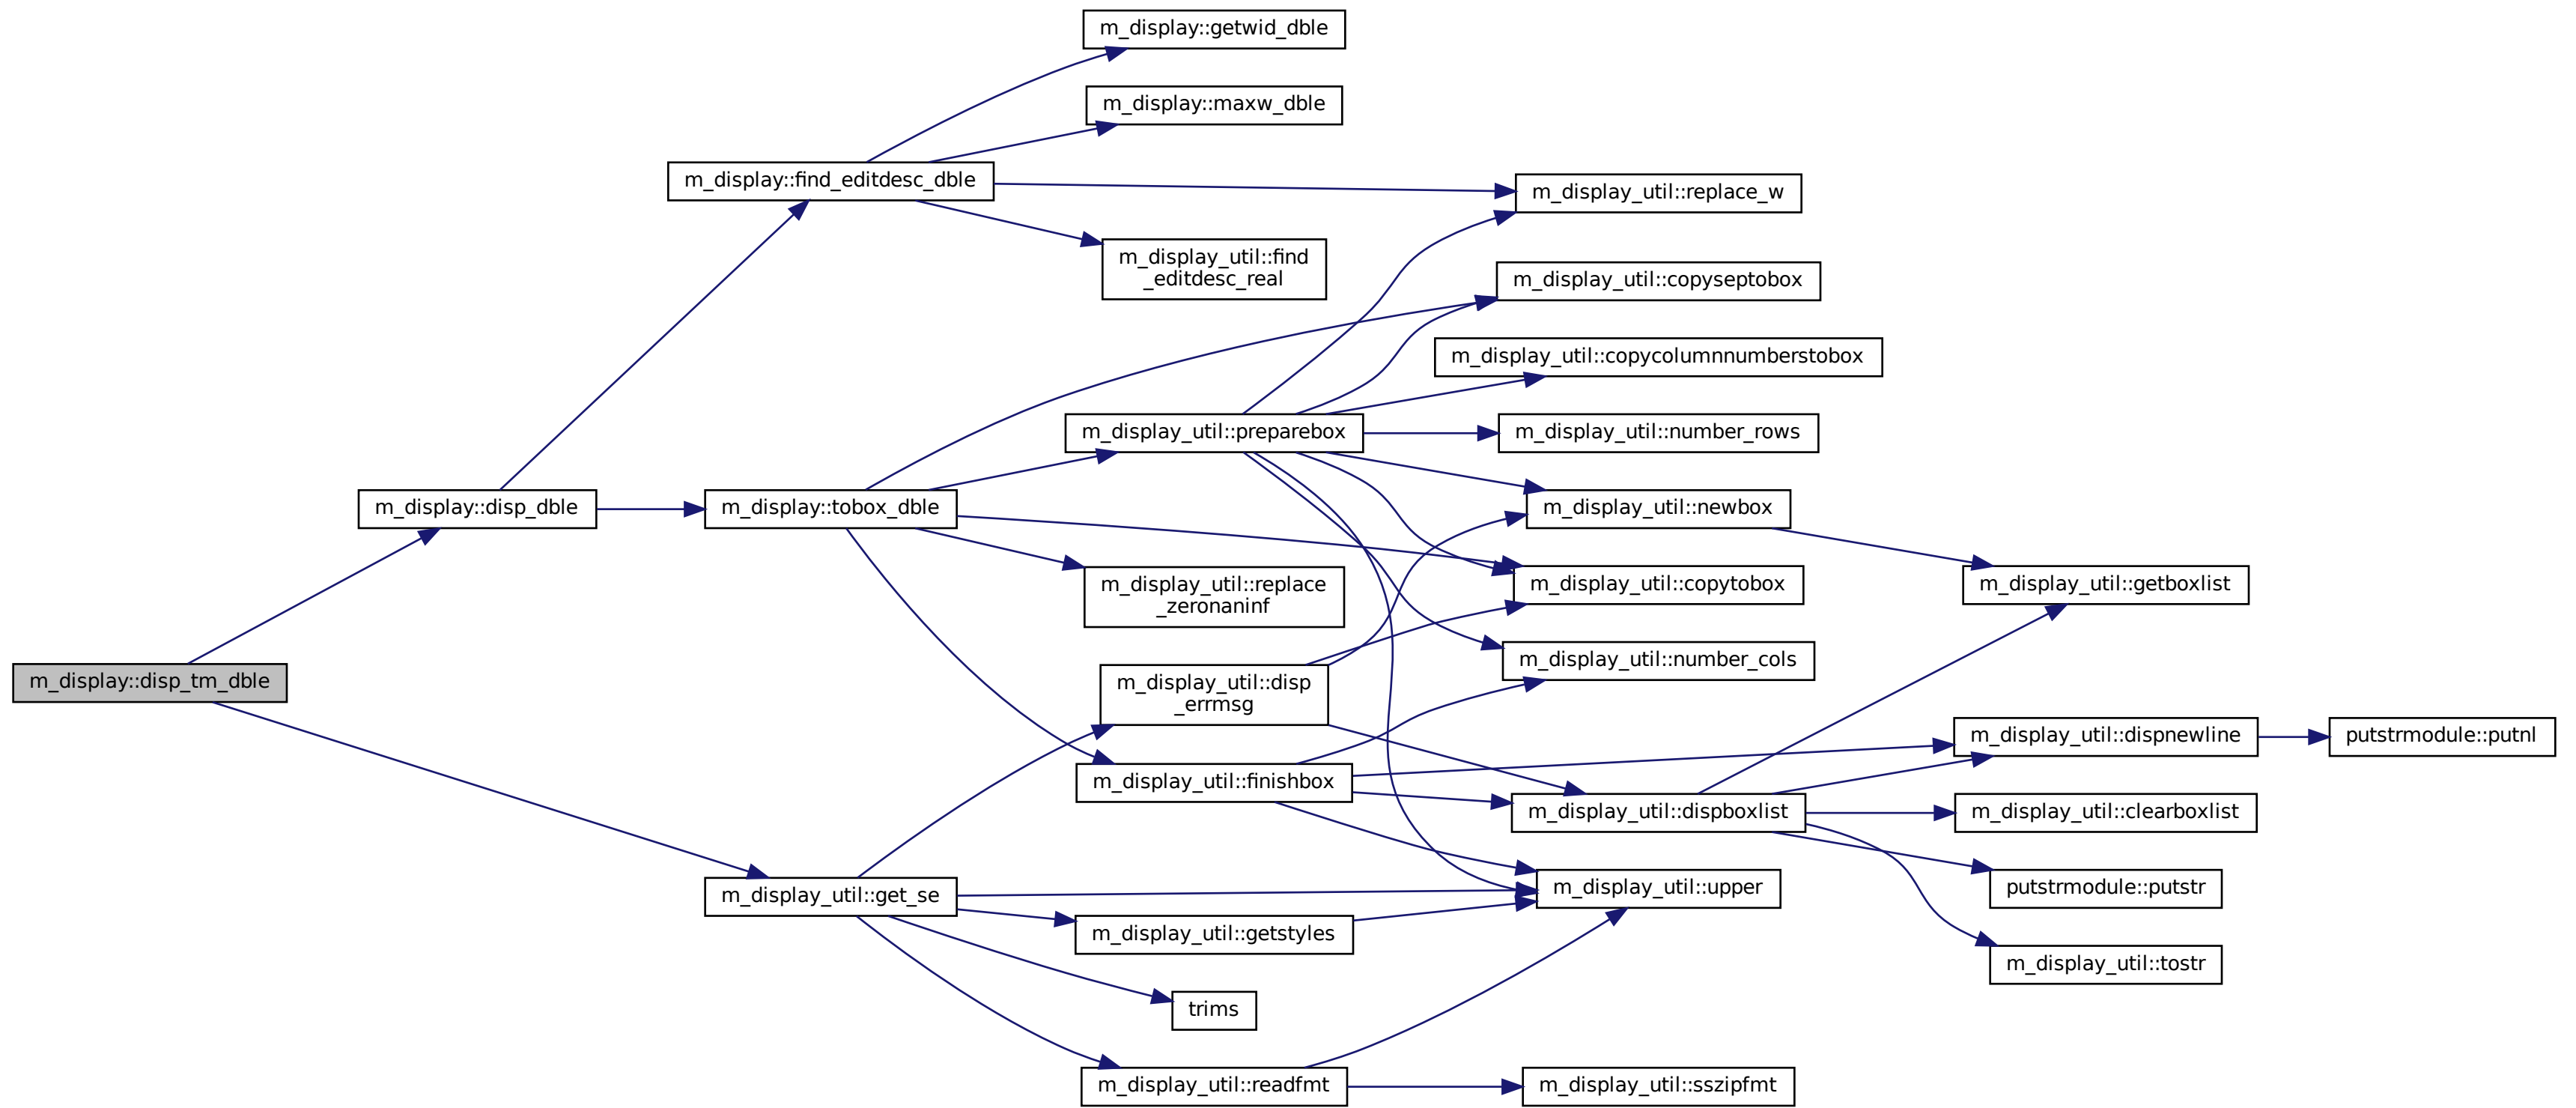 m_display::getwid_dble
m_display::maxw_dble
m_display::find_editdesc_dble
m_display_util::replace_w
m_display_util::find
_editdesc_real
m_display_util::copyseptobox
m_display_util::copycolumnnumberstobox
m_display_util::preparebox
m_display_util::number_rows
m_display::disp_dble
m_display::tobox_dble
m_display_util::newbox
m_display_util::replace
_zeronaninf
m_display_util::copytobox
m_display_util::getboxlist
m_display::disp_tm_dble
m_display_util::disp
_errmsg
m_display_util::number_cols
m_display_util::dispnewline
putstrmodule::putnl
m_display_util::finishbox
m_display_util::dispboxlist
m_display_util::clearboxlist
m_display_util::get_se
m_display_util::upper
putstrmodule::putstr
m_display_util::getstyles
m_display_util::tostr
trims
m_display_util::readfmt
m_display_util::sszipfmt